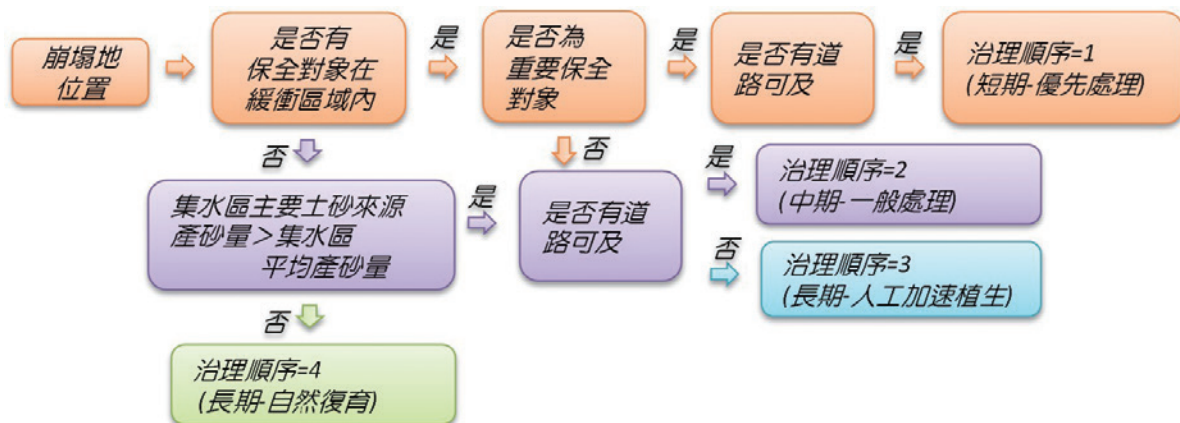 崩塌地
位置
是否有
保全對象在
緩衝區域內
是
是否為
重要保全
對象
是
是否有道
路可及
是
治理順序=1
(短期-優先處理)
否
否
集水區主要土砂來源
產砂量＞集水區
平均產砂量
是
是否有道
路可及
是
治理順序=2
(中期-一般處理)
否
治理順序=3
(長期-人工加速植生)
否
治理順序=4
(長期-自然復育)